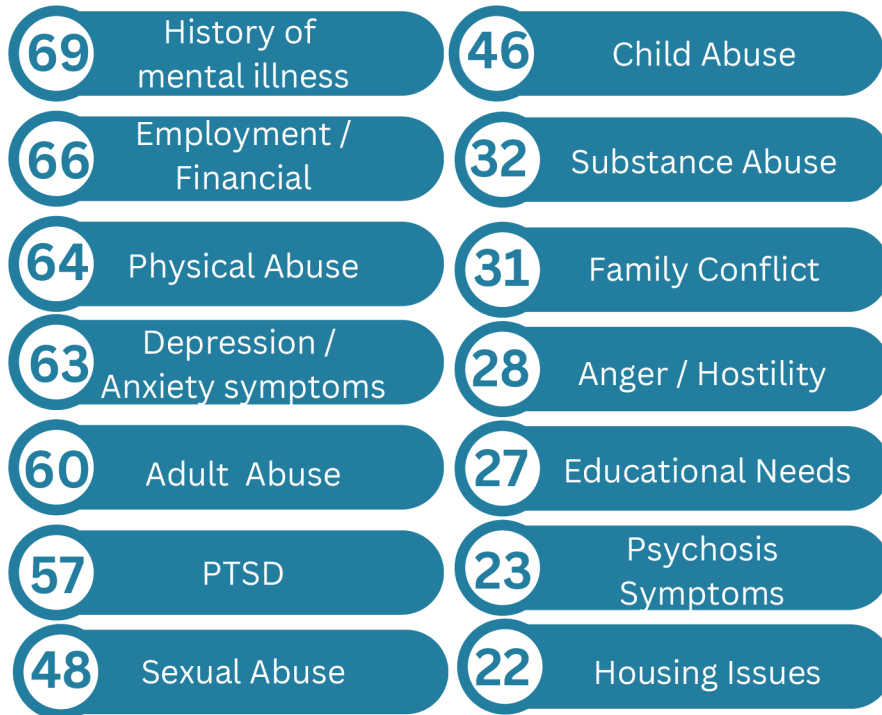 69
History of
mental illness
66
Employment /
Financial
64
Physical Abuse
63
Depression /
Anxiety symptoms
60
Adult Abuse
57
PTSD
48
Sexual Abuse
46
Child Abuse
32
Substance Abuse
31
Family Conflict
28
Anger / Hostility
27
Educational Needs
23
Psychosis
Symptoms
22
Housing Issues